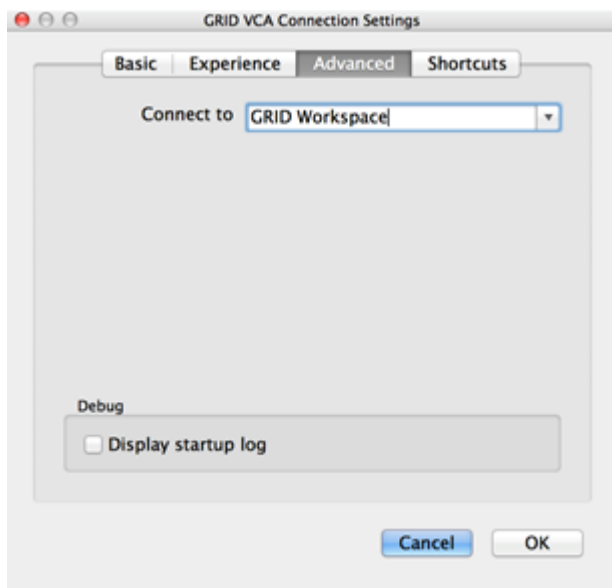 GRID VCA Connection Settings
Basic Experience Advanced Shortcuts
Connect to GRID Workspace
Debug
Display startup log
Cancel OK